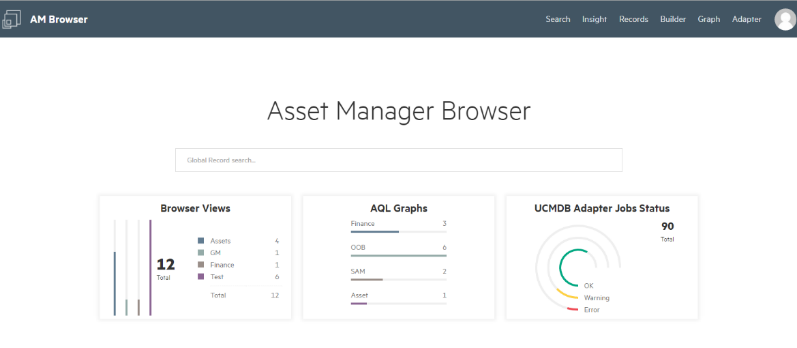 AM Browser
Search Insight Records Builder Graph Adapter
Asset Manager Browser
Global Record search...
Browser Views
12
Total
Assets 4
GM 1
Finance 1
Test 6
Total 12
AQL Graphs
Finance 3
OOB 6
SAM 2
Asset 1
UCMDB Adapter Jobs Status
90
Total
OK
Warning
Error